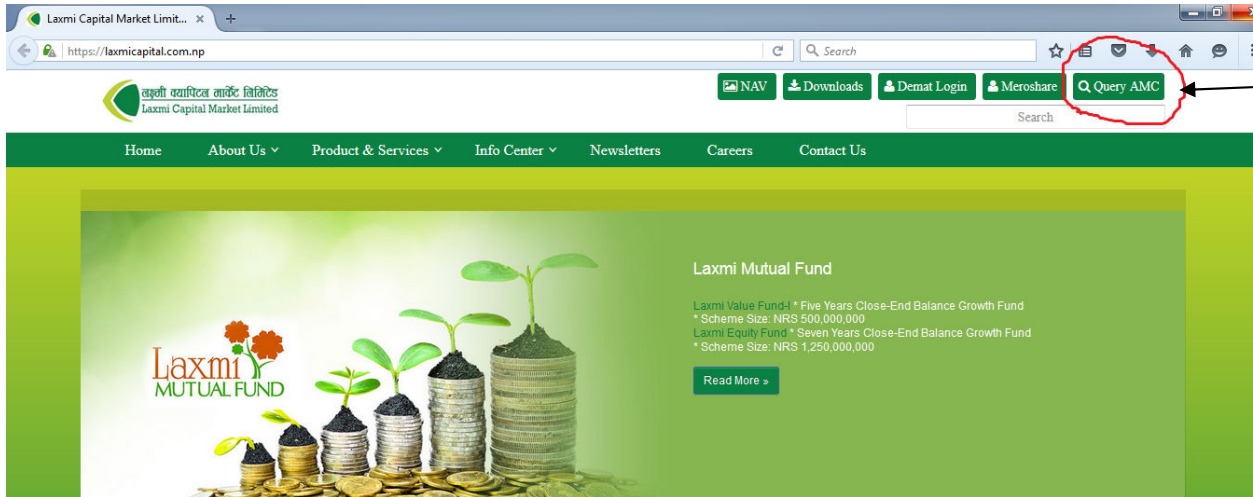 Laxmi Capital Market Limit...
https://laxmicapital.com.np
Search
लक्ष्मी क्यापिटल मार्केट लिमिटेड
Laxmi Capital Market Limited
NAV
Downloads
Demat Login
Meroshare
Query AMC
Search
Home
About Us
Product & Services
Info Center
Newsletters
Careers
Contact Us
Laxmi
MUTUAL FUND
Laxmi Mutual Fund
Laxmi Value Fund-I * Five Years Close-End Balance Growth Fund
* Scheme Size: NRS 500,000,000
Laxmi Equity Fund * Seven Years Close-End Balance Growth Fund
* Scheme Size: NRS 1,250,000,000
Read More »